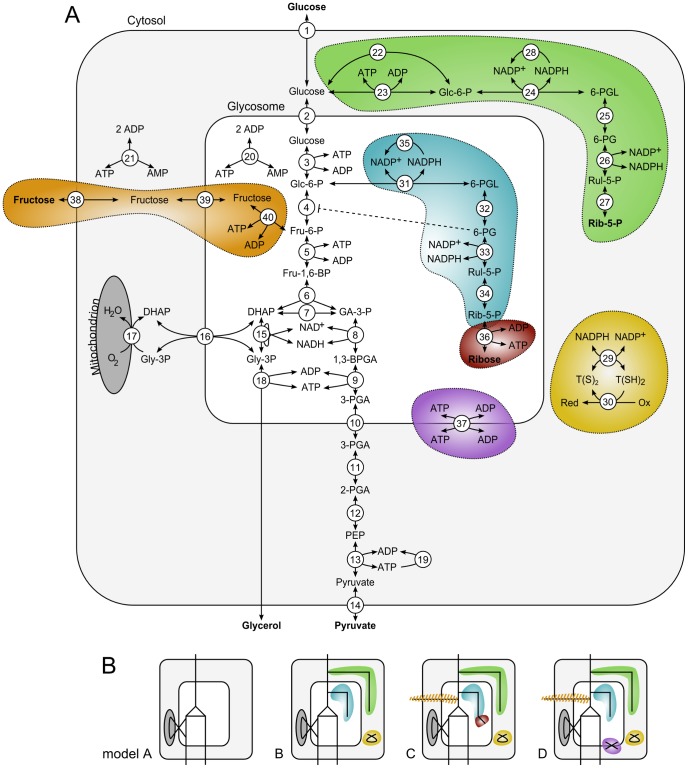 A
Glucose
Cytosol
1
22
28
ATP ADP
NADP+ NADPH
Glucose
23
Glc-6-P
24
6-PGL
Glycosome
2
25
2 ADP
2 ADP
Glucose
35
6-PG
21
20
3
ATP
ADP
NADP+ NADPH
26
NADP+
NADPH
ATP AMP
ATP AMP
Glc-6-P
31
6-PGL
Rul-5-P
Fructose
38
Fructose
39
Fructose
4
32
27
40
Rib-5-P
ATP
ADP
Fru-6-P
6-PG
5
ATP
ADP
NADP+
NADPH
33
Fru-1,6-BP
Rul-5-P
6
34
Mitochondrion
H2O
DHAP
DHAP
7
GA-3-P
Rib-5-P
17
16
15
NAD+
NADH
8
36
ADP
ATP
NADPH NADP+
O2
Gly-3P
Gly-3P
1,3-BPGA
Ribose
29
18
ADP
ATP
9
T(S)2 T(SH)2
3-PGA
ATP ADP
Red
30
Ox
10
37
ATP ADP
3-PGA
11
2-PGA
12
PEP
13
ADP
ATP
19
Pyruvate
14
Glycerol
Pyruvate
B
model A
B
C
D